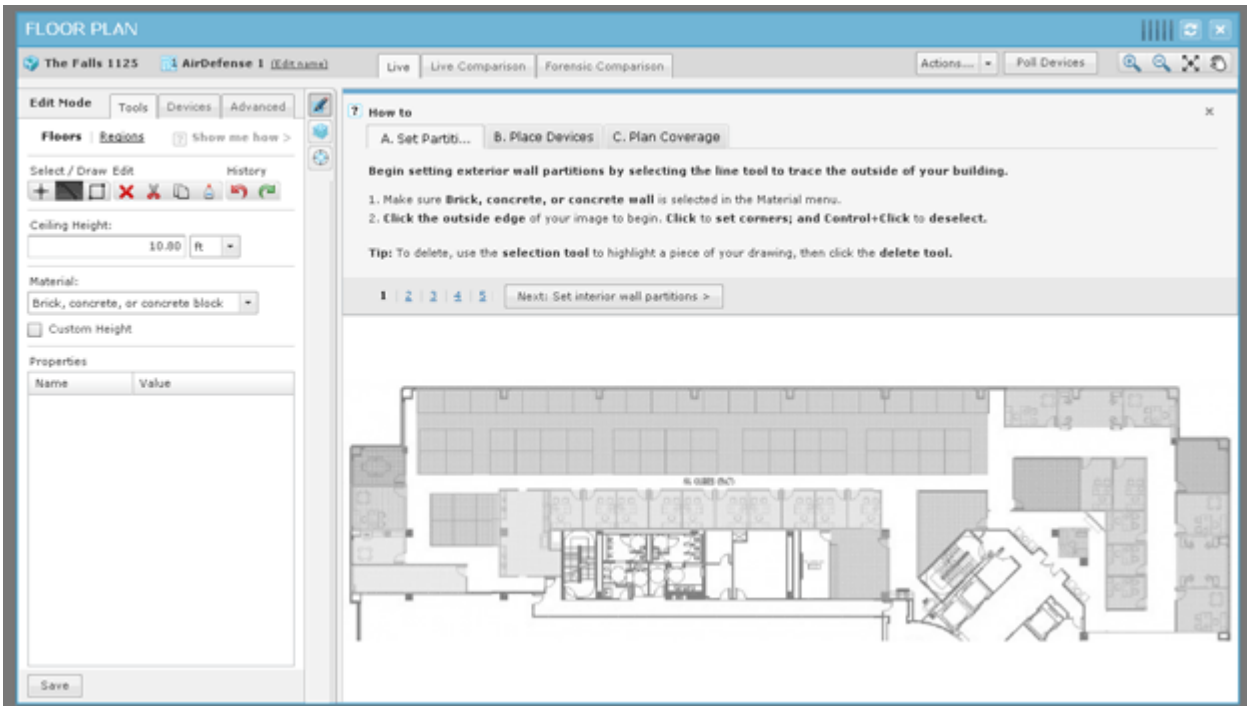 FLOOR PLAN
The Falls 1125 1 AirDefense 1 (Edit name) Live Live Comparison Forensic Comparison Actions... Poll Devices
Edit Mode Tools Devices Advanced
Floors | Regions ? Show me how >
Select / Draw Edit History
Ceiling Height:
10.80 ft
Material:
Brick, concrete, or concrete block
Custom Height
Properties
Name Value
Save
? How to
A. Set Partiti... B. Place Devices C. Plan Coverage
Begin setting exterior wall partitions by selecting the line tool to trace the outside of your building.
1. Make sure Brick, concrete, or concrete wall is selected in the Material menu.
2. Click the outside edge of your image to begin. Click to set corners; and Control+Click to deselect.
Tip: To delete, use the selection tool to highlight a piece of your drawing, then click the delete tool.
1 | 2 | 3 | 4 | 5 Next: Set interior wall partitions >